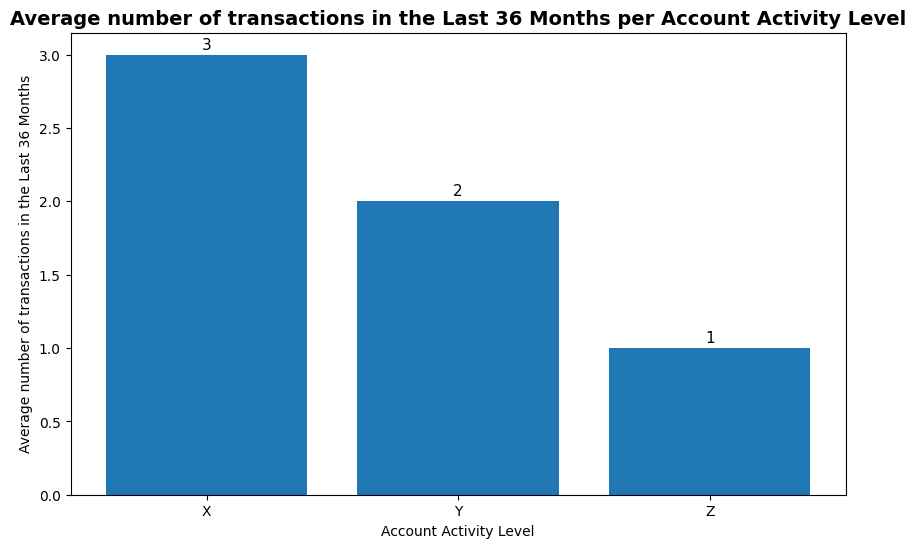 Average number of transactions in the Last 36 Months per Account Activity Level
Average number of transactions in the Last 36 Months
3.0
2.5
2.0
1.5
1.0
0.5
0.0
3
2
1
X
Y
Z
Account Activity Level